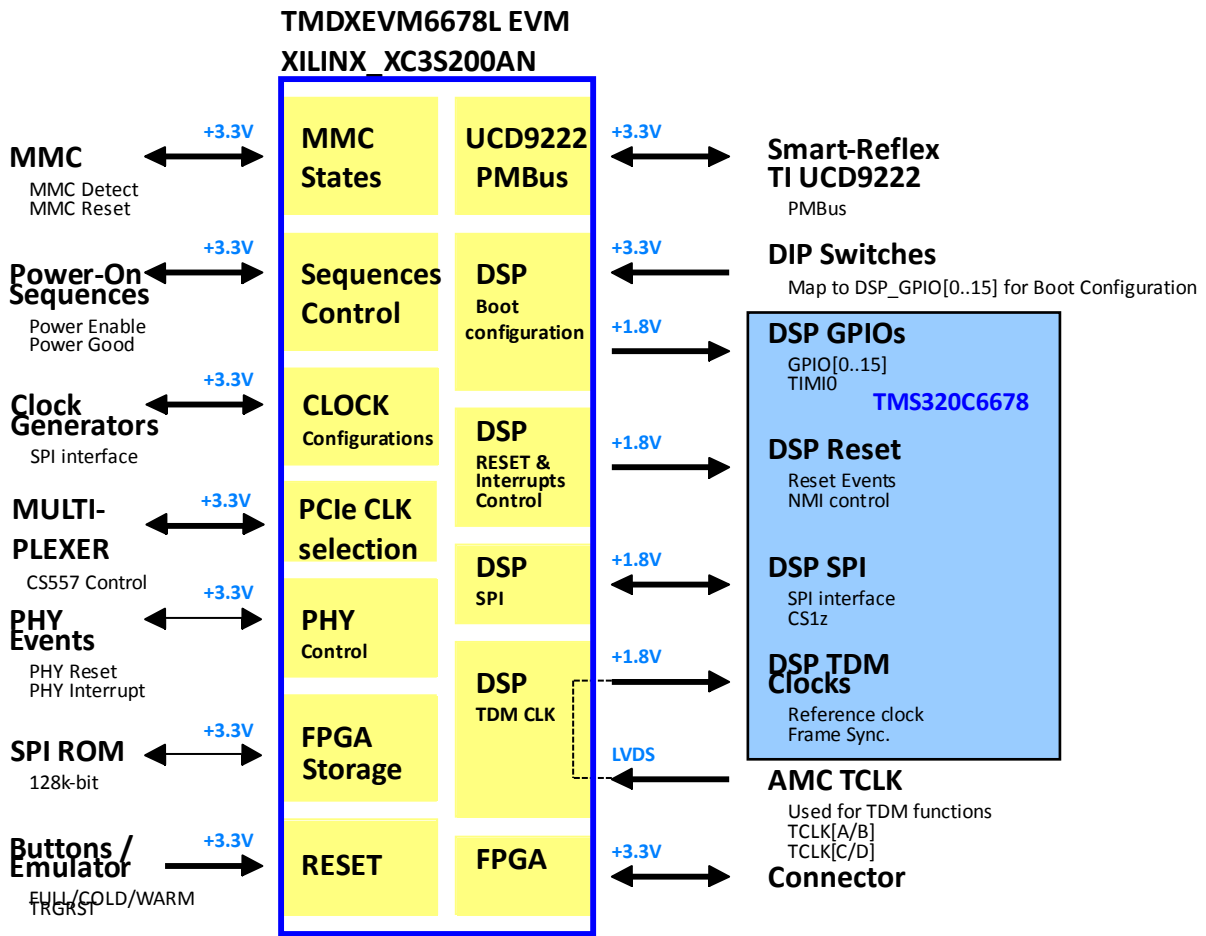 TMDXEVM6678L EVM
XILINX_XC3S200AN
MMC
MMC Detect
MMC Reset
+3.3V
Power-On
Sequences
Power Enable
Power Good
+3.3V
Clock
Generators
SPI interface
+3.3V
MULTI-
PLEXER
CS557 Control
+3.3V
PHY
Events
PHY Reset
PHY Interrupt
+3.3V
SPI ROM
128k-bit
+3.3V
Buttons /
Emulator
FULL/COLD/WARM
TRGRST
+3.3V
MMC
States
Sequences
Control
CLOCK
Configurations
PCIe CLK
selection
PHY
Control
FPGA
Storage
RESET
UCD9222
PMBus
DSP
Boot
configuration
DSP
RESET &
Interrupts
Control
DSP
SPI
DSP
TDM CLK
FPGA
+3.3V
Smart-Reflex
TI UCD9222
PMBus
+3.3V
DIP Switches
Map to DSP_GPIO[0..15] for Boot Configuration
+1.8V
DSP GPIOs
GPIO[0..15]
TIMI0
TMS320C6678
+1.8V
DSP Reset
Reset Events
NMI control
+1.8V
DSP SPI
SPI interface
CS1z
+1.8V
DSP TDM
Clocks
Reference clock
Frame Sync.
LVDS
AMC TCLK
Used for TDM functions
TCLK[A/B]
TCLK[C/D]
+3.3V
Connector